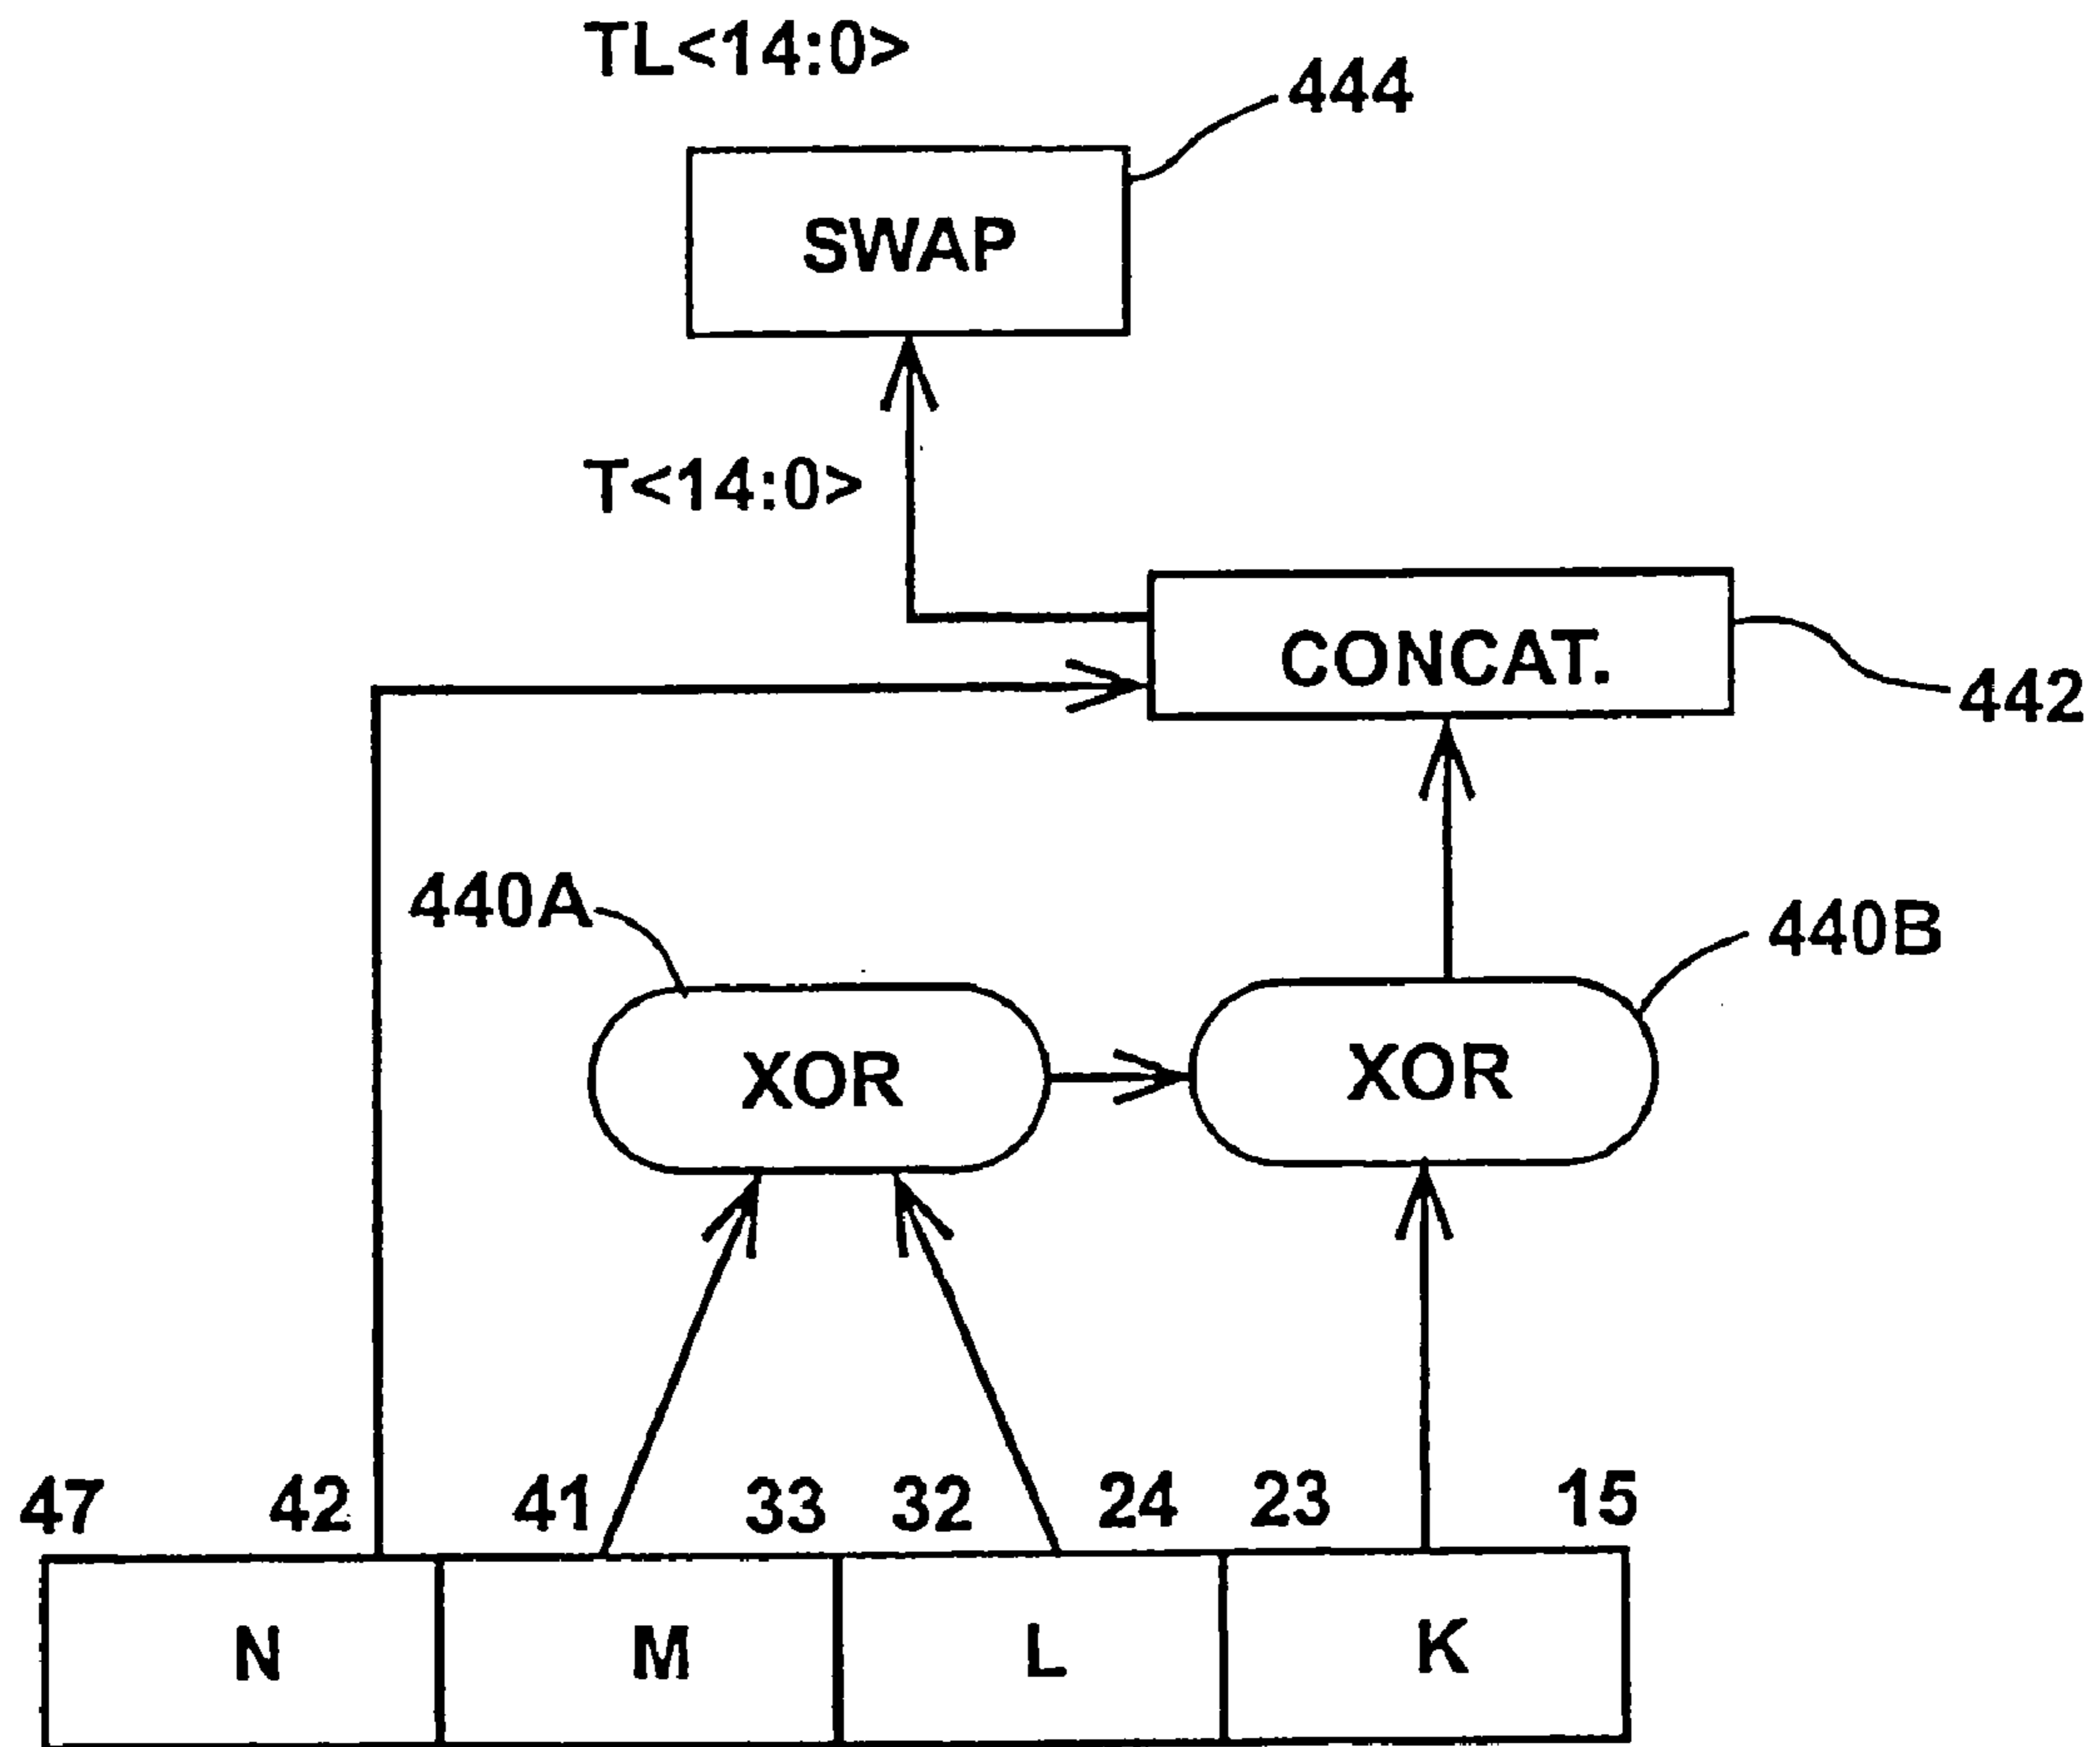 TL<14:0>
444
SWAP
T<14:0>
CONCAT.
442
440A
440B
XOR
XOR
47 42 41 33 32 24 23 15
N M L K